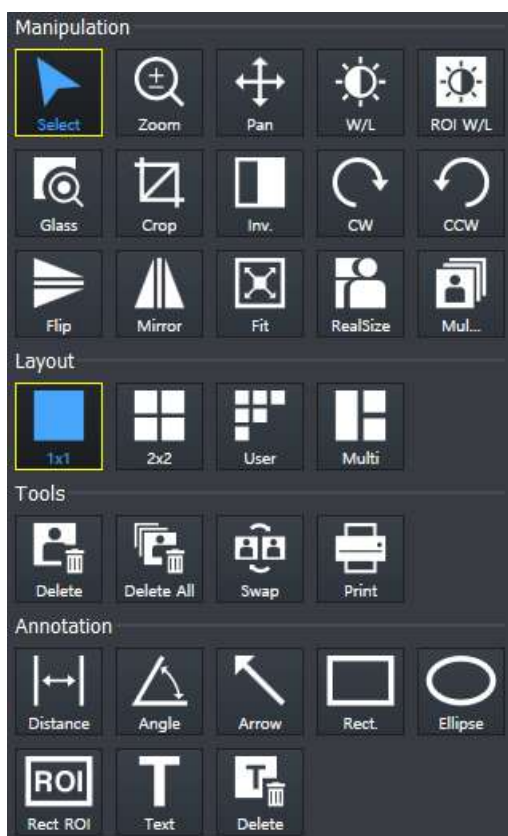 Manipulation
Select Zoom Pan W/L ROI W/L
Glass Crop Inv. CW CCW
Flip Mirror Fit RealSize Mul...
Layout
1x1 2x2 User Multi
Tools
Delete Delete All Swap Print
Annotation
Distance Angle Arrow Rect. Ellipse
ROI T T
Rect ROI Text Delete